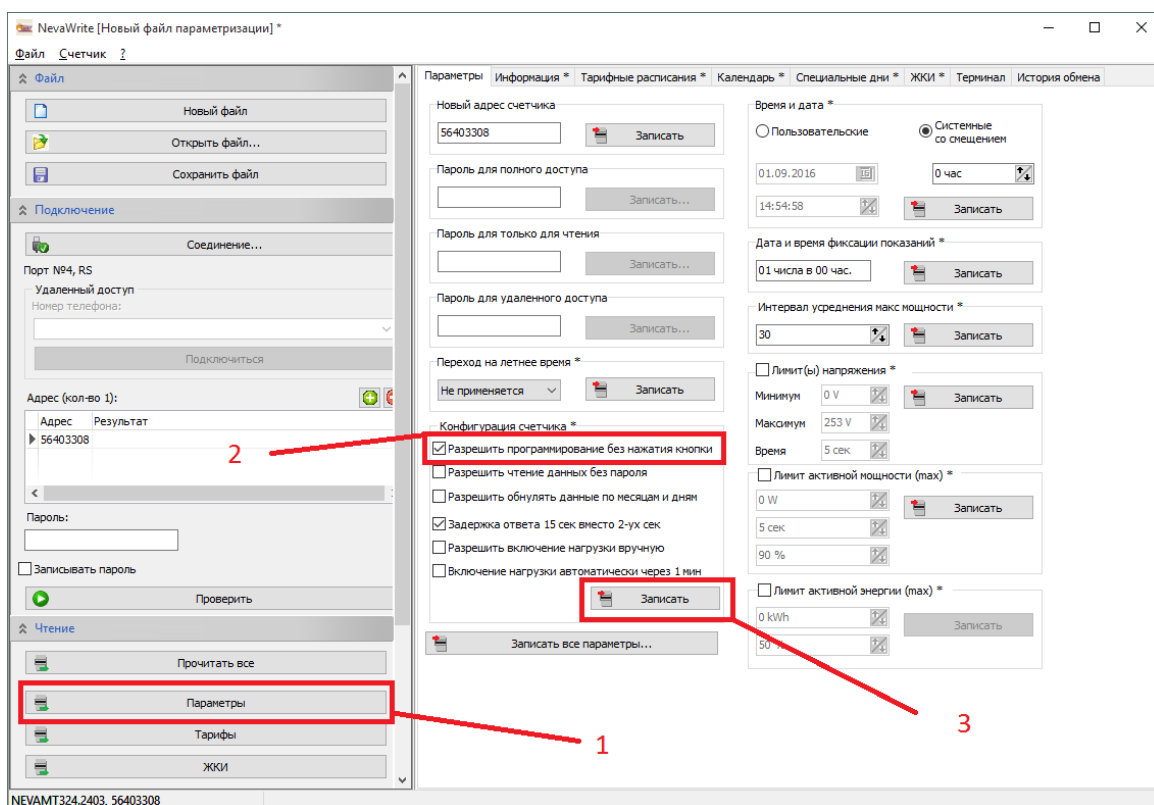 NevaWrite [Новый файл параметризации] *
Файл Счетчик ?
Файл
Новый файл
Открыть файл...
Сохранить файл
Подключение
Соединение...
Порт №4, RS
Удаленный доступ
Номер телефона:
Подключиться
Адрес (кол-во 1):
Адрес Результат
56403308
2
Пароль:
Записывать пароль
Проверить
Чтение
Прочитать все
Параметры
Тарифы
ЖКИ
1
NEVAMT324.2403, 56403308
Параметры Информация * Тарифные расписания * Календарь * Специальные дни * ЖКИ * Терминал История обмена
Новый адрес счетчика
56403308 Записать
Пароль для полного доступа
Записать...
Пароль для только для чтения
Записать...
Пароль для удаленного доступа
Записать...
Переход на летнее время *
Не применяется Записать
Конфигурация счетчика *
Разрешить программирование без нажатия кнопки
Разрешить чтение данных без пароля
Разрешить обнулять данные по месяцам и дням
Задержка ответа 15 сек вместо 2-ух сек
Разрешить включение нагрузки вручную
Включение нагрузки автоматически через 1 мин
Записать
Записать все параметры...
3
Время и дата *
Пользовательские
Системные
со смещением
01.09.2016 15 0 час
14:54:58 Записать
Дата и время фиксации показаний *
01 числа в 00 час. Записать
Интервал усреднения макс мощности *
30 Записать
Лимит(ы) напряжения *
Минимум 0 V Записать
Максимум 253 V
Время 5 сек
Лимит активной мощности (max) *
0 W Записать
5 сек
90 %
Лимит активной энергии (max) *
0 kWh Записать
50 %